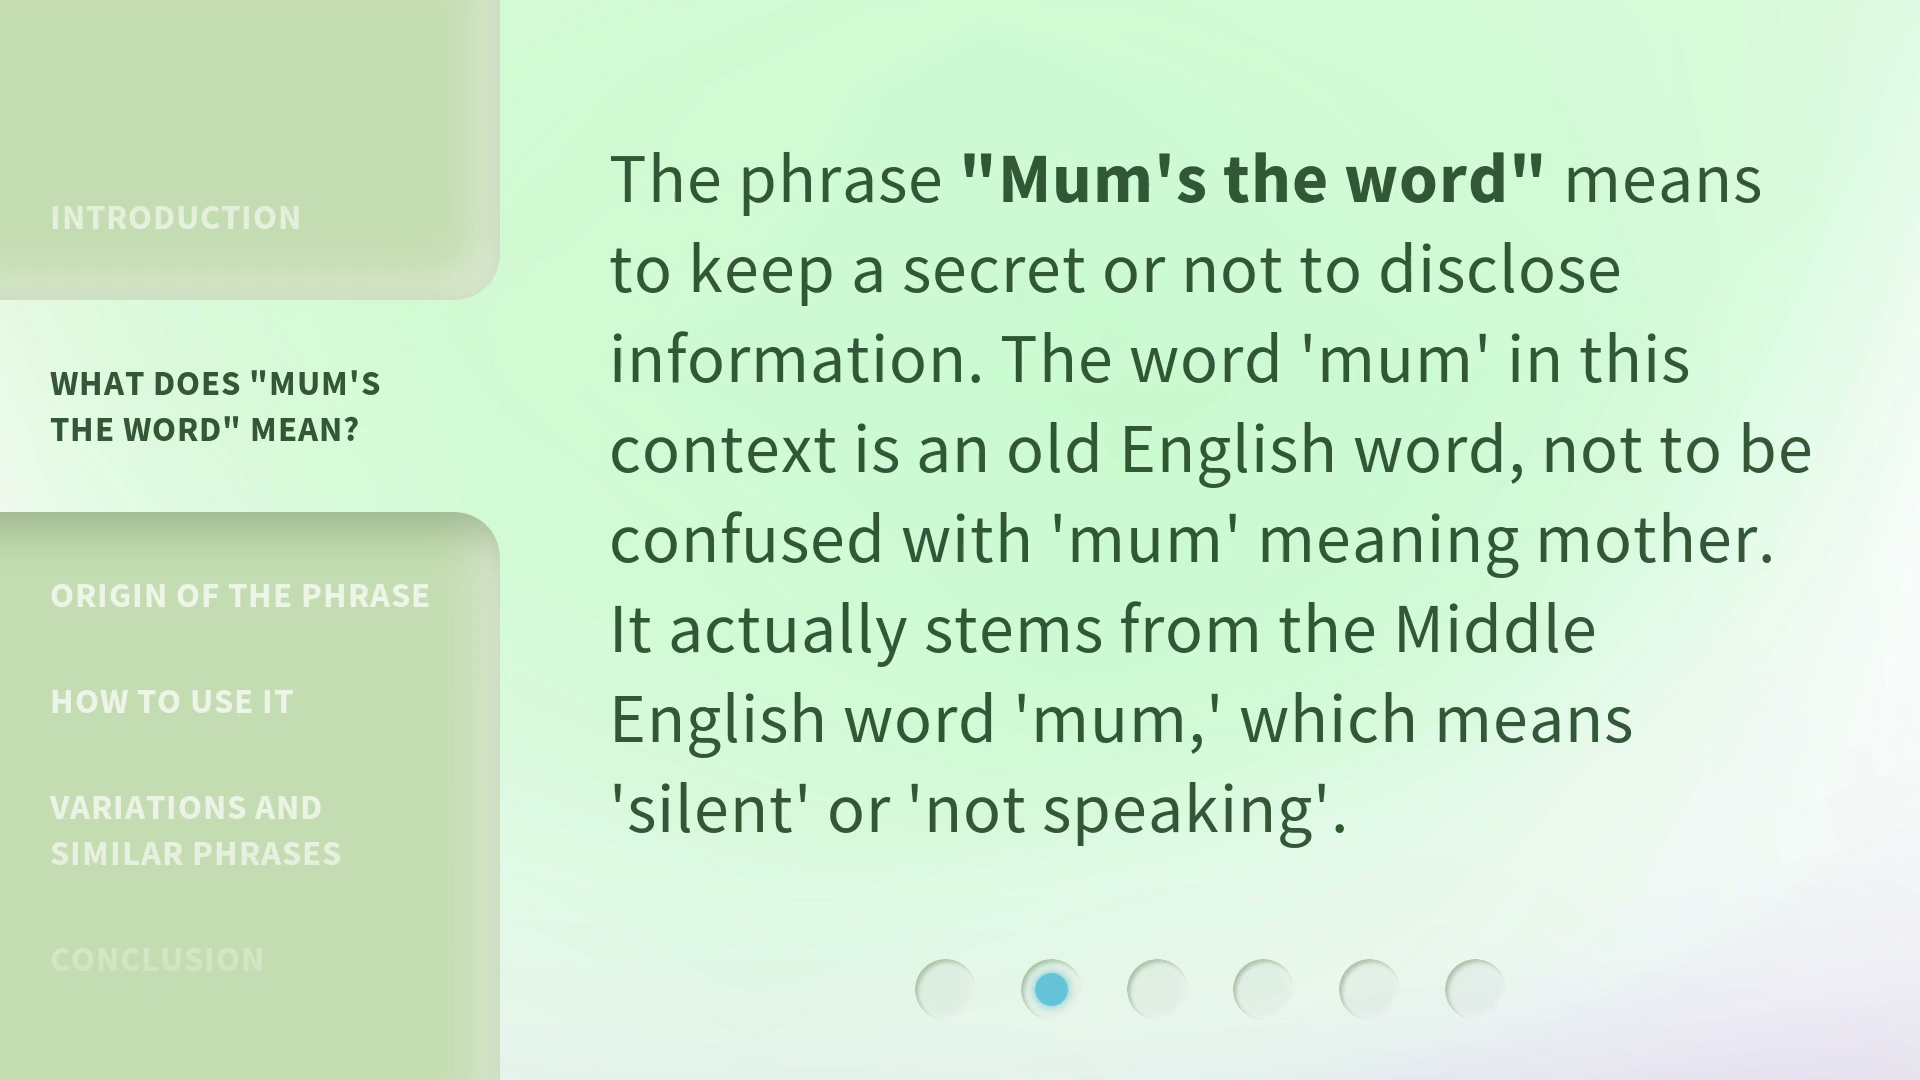 INTRODUCTION
WHAT DOES "MUM'S
THE WORD" MEAN?
ORIGIN OF THE PHRASE
HOW TO USE IT
VARIATIONS AND
SIMILAR PHRASES
CONCLUSION
The phrase "Mum's the word" means
to keep a secret or not to disclose
information. The word 'mum' in this
context is an old English word, not to be
confused with 'mum' meaning mother.
It actually stems from the Middle
English word 'mum,' which means
'silent' or 'not speaking'.